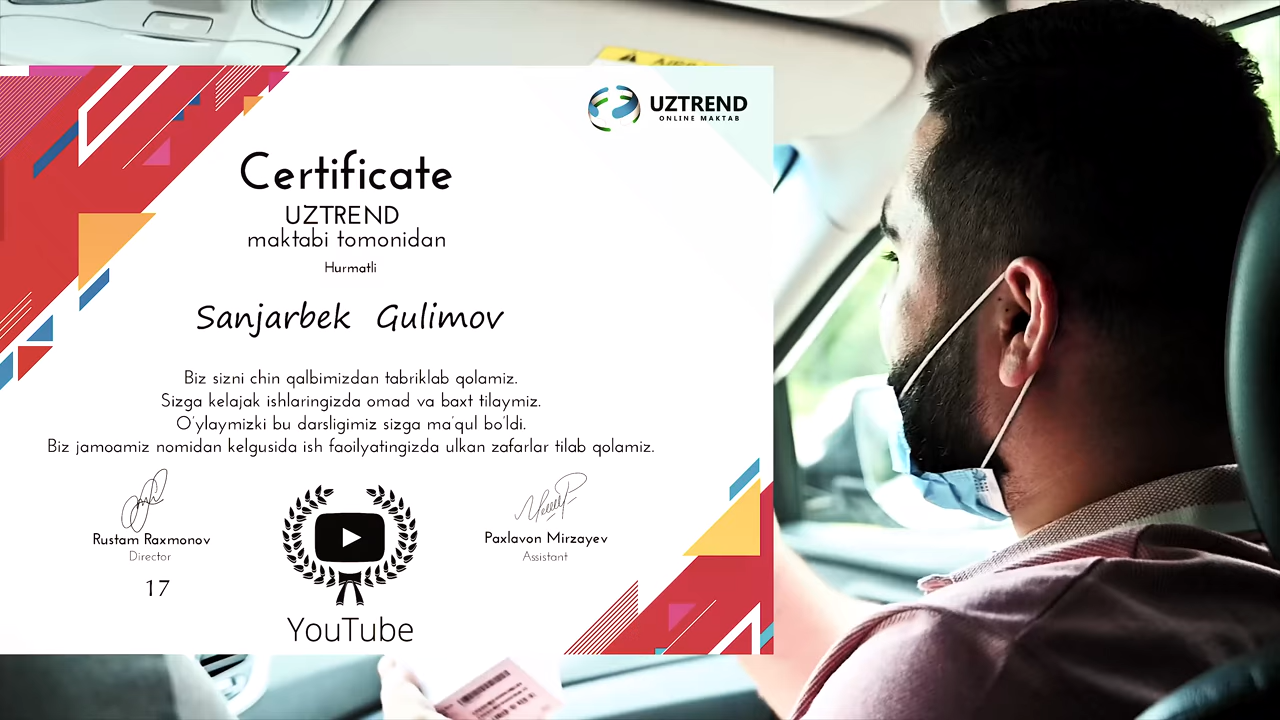 UZTREND
ONLINE MAKTAB
Certificate
UZTREND
maktabi tomonidan
Hurmatli
Sanjarbek Gulimov
Biz sizni chin qalbimizdan tabriklab qolamiz.
Sizga kelajak ishlaringizda omad va baxt tilaymiz.
O'ylaymizki bu darsligimiz sizga ma'qul bo'ldi.
Biz jamoamiz nomidan kelgusida ish faoilyatingizda ulkan zafarlar tilab qolamiz.
Rustam Raxmonov
Director
17
YouTube
Paxlavon Mirzayev
Assistant